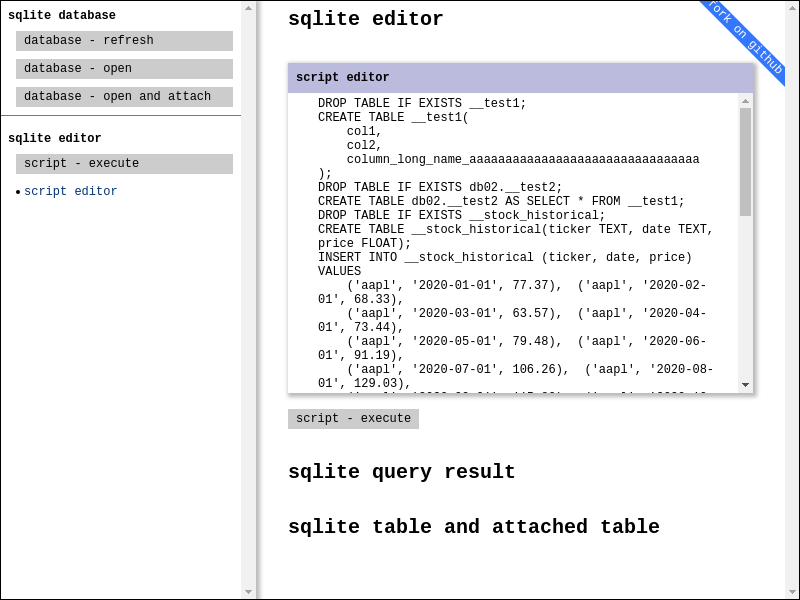 sqlite database
database - refresh
database - open
database - open and attach
sqlite editor
script - execute
script editor
sqlite editor
fork on github
script editor
DROP TABLE IF EXISTS __test1;
CREATE TABLE __test1(
    col1,
    col2,
    column_long_name_aaaaaaaaaaaaaaaaaaaaaaaaaaaaaaaa
);
DROP TABLE IF EXISTS db02.__test2;
CREATE TABLE db02.__test2 AS SELECT * FROM __test1;
DROP TABLE IF EXISTS __stock_historical;
CREATE TABLE __stock_historical(ticker TEXT, date TEXT,
price FLOAT);
INSERT INTO __stock_historical (ticker, date, price)
VALUES
    ('aapl', '2020-01-01', 77.37),  ('aapl', '2020-02-
01', 68.33),
    ('aapl', '2020-03-01', 63.57),  ('aapl', '2020-04-
01', 73.44),
    ('aapl', '2020-05-01', 79.48),  ('aapl', '2020-06-
01', 91.19),
    ('aapl', '2020-07-01', 106.26),  ('aapl', '2020-08-
01', 129.03),
script - execute
sqlite query result
sqlite table and attached table